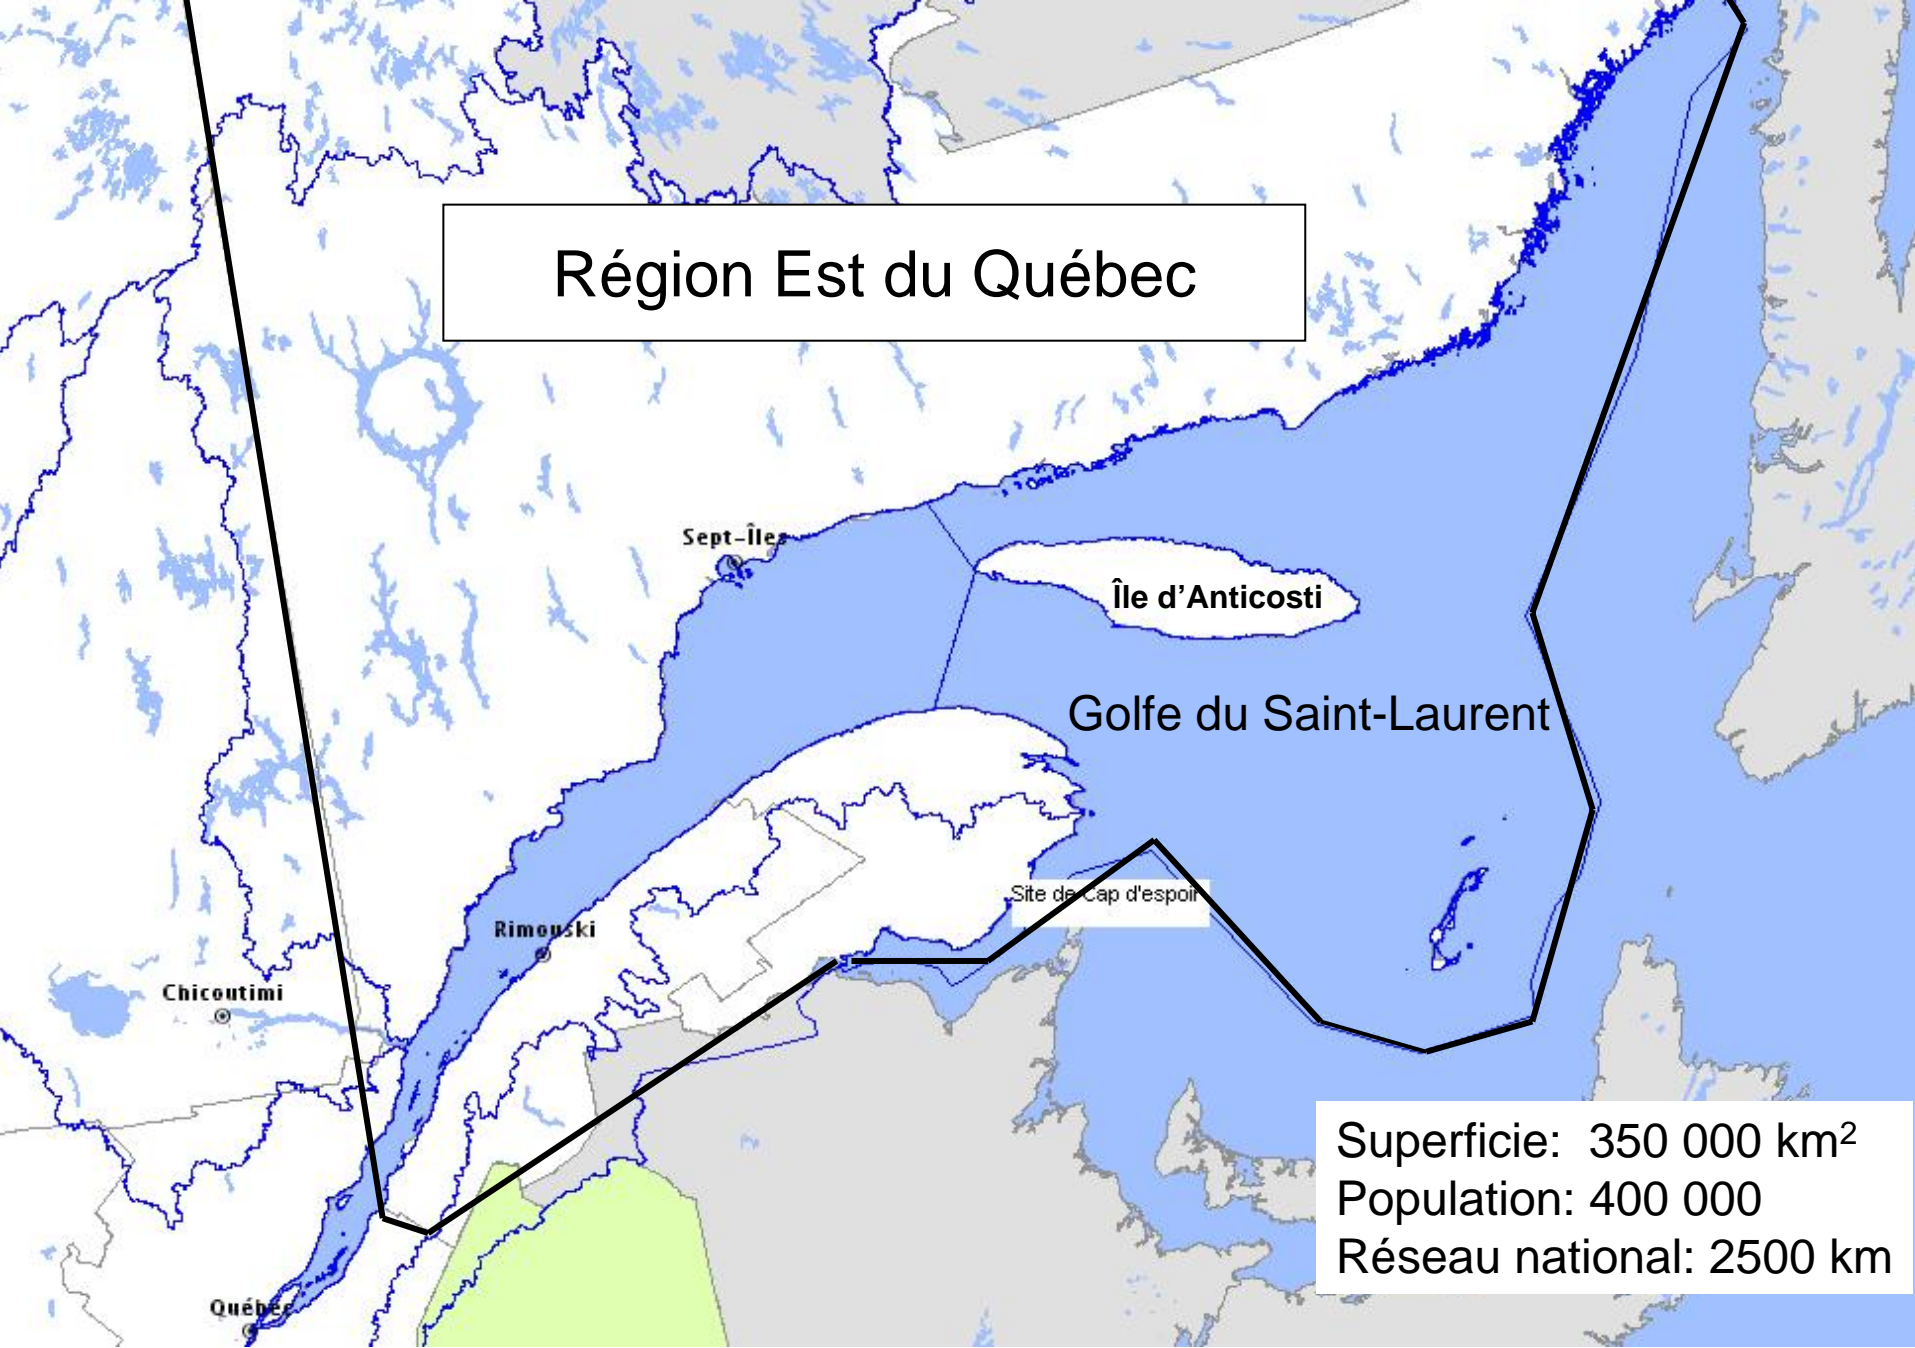 Région Est du Québec
Sept-Îles
Île d’Anticosti
Golfe du Saint-Laurent
Site de Cap d'espoir
Rimouski
Chicoutimi
Québec
Superficie: 350 000 km²
Population: 400 000
Réseau national: 2500 km